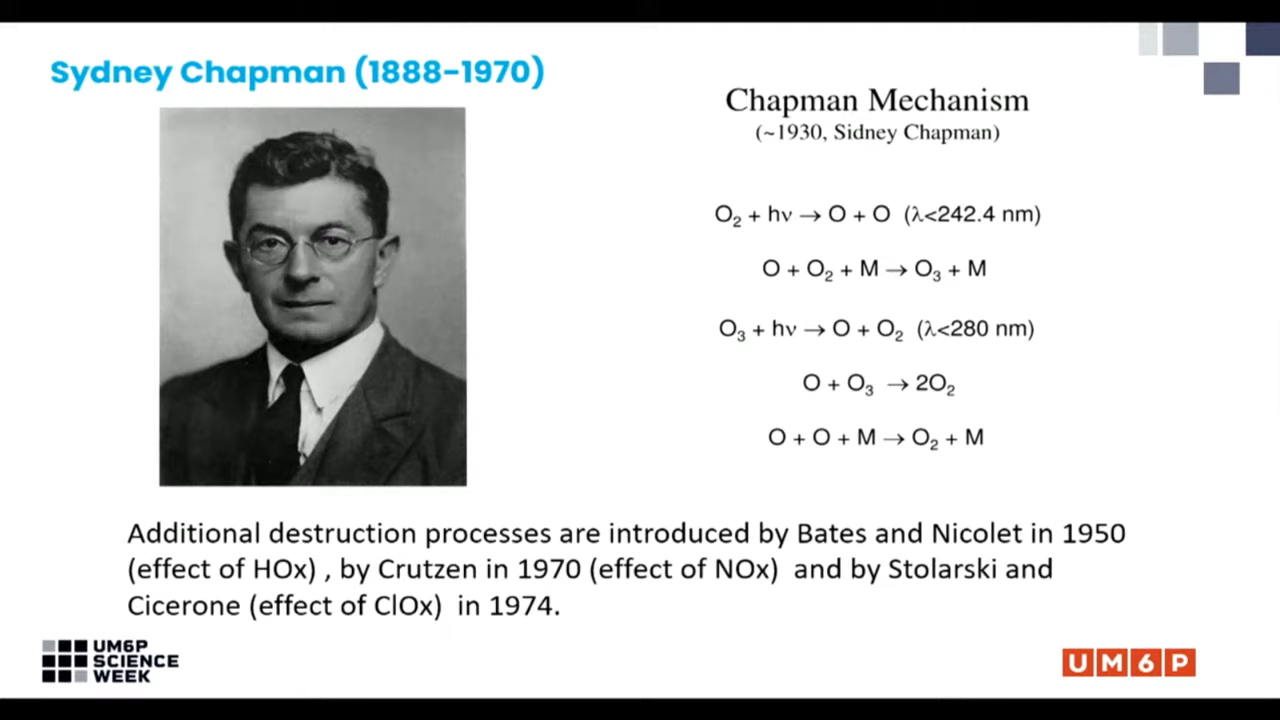 Sydney Chapman (1888-1970)
Chapman Mechanism
(~1930, Sidney Chapman)
O₂ + hν → O + O (λ<242.4 nm)
O + O₂ + M → O₃ + M
O₃ + hν → O + O₂ (λ<280 nm)
O + O₃ → 2O₂
O + O + M → O₂ + M
Additional destruction processes are introduced by Bates and Nicolet in 1950
(effect of HOx) , by Crutzen in 1970 (effect of NOx) and by Stolarski and
Cicerone (effect of ClOx) in 1974.
UM6P
SCIENCE
WEEK
UM6P